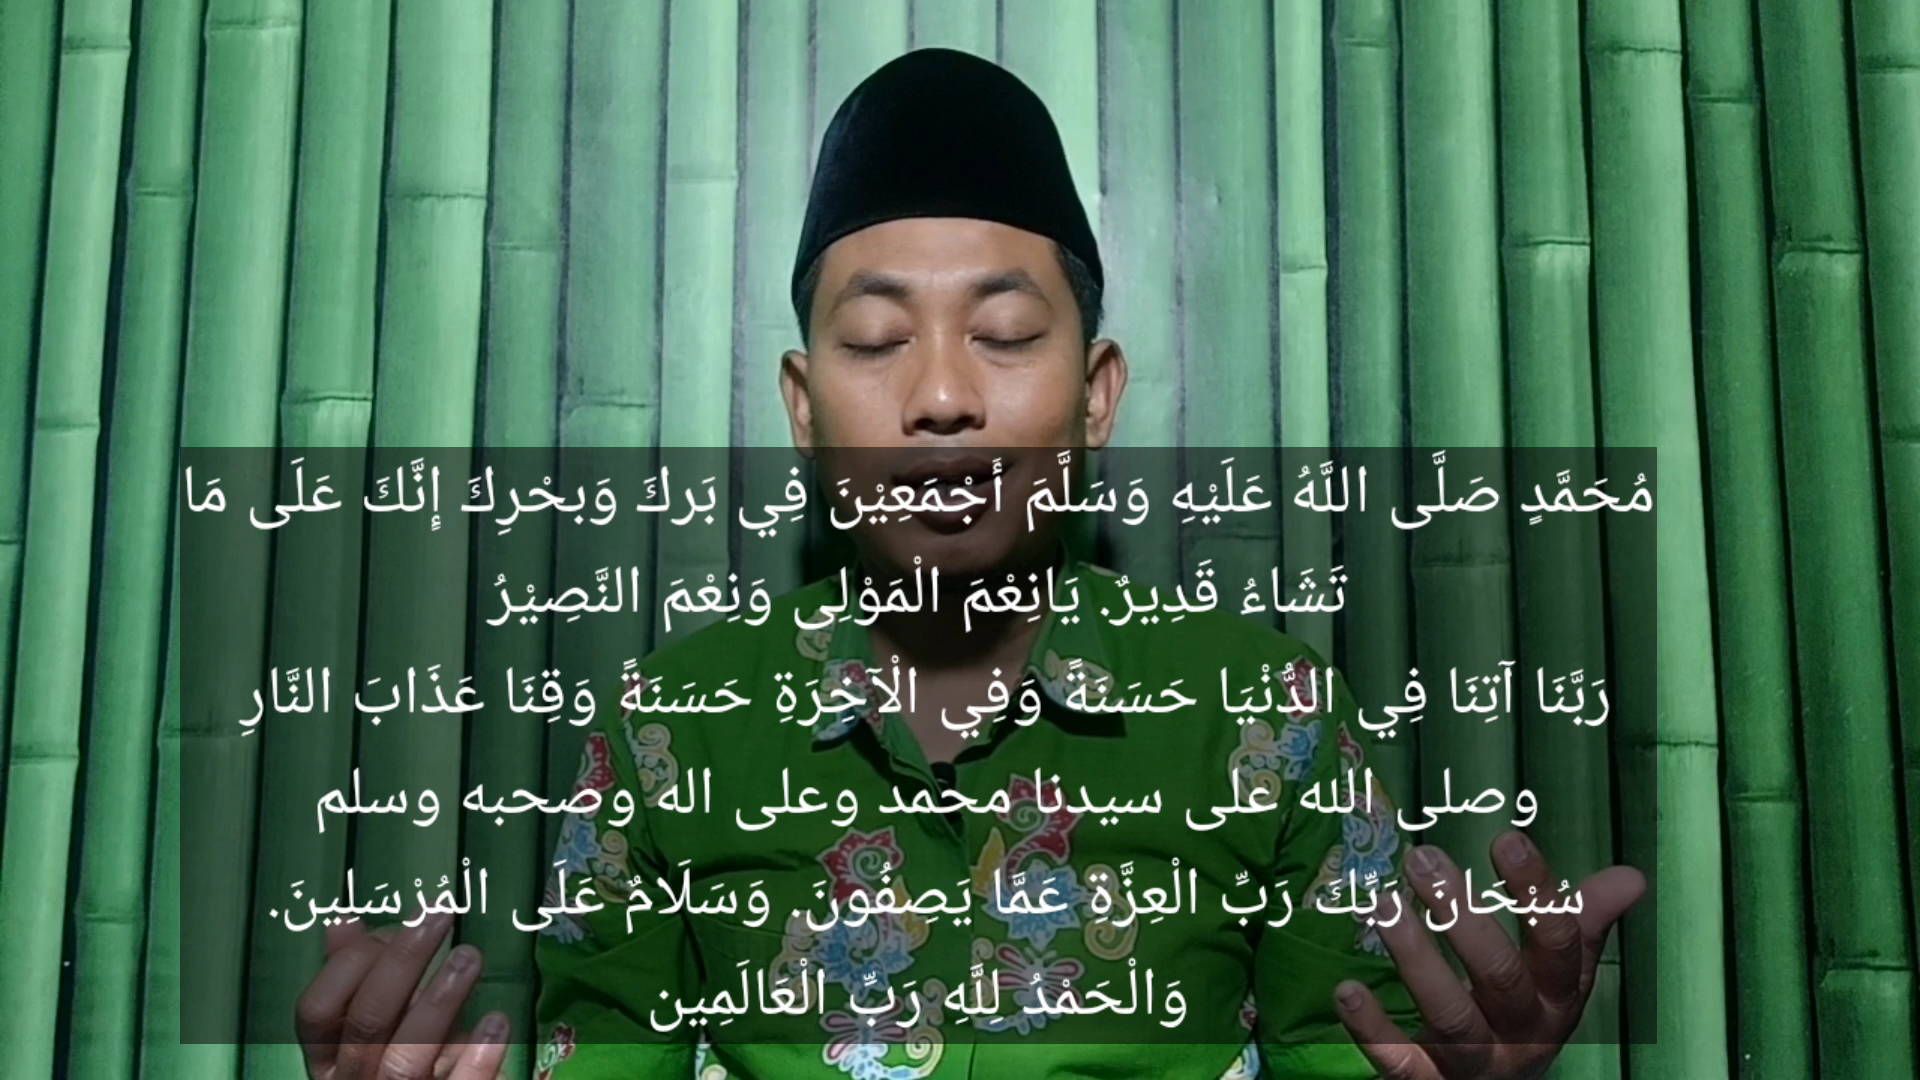 مُحَمَّدٍ صَلَّى اللَّهُ عَلَيْهِ وَسَلَّمَ أَجْمَعِيْنَ فِي بَرِكَ وَبحْرِكَ إِنَّكَ عَلَى مَا
تَشَاءُ قَدِيرٌ. يَانِعْمَ الْمَوْلِى وَنِعْمَ النَّصِيْرُ
رَبَّنَا آتِنَا فِي الدُّنْيَا حَسَنَةً وَفِي الْآخِرَةِ حَسَنَةً وَقِنَا عَذَابَ النَّارِ
وصلى الله على سيدنا محمد وعلى اله وصحبه وسلم
سُبْحَانَ رَبِّكَ رَبِّ الْعِزَّةِ عَمَّا يَصِفُونَ. وَسَلَامٌ عَلَى الْمُرْسَلِينَ.
وَالْحَمْدُ لِلَّهِ رَبِّ الْعَالَمِين